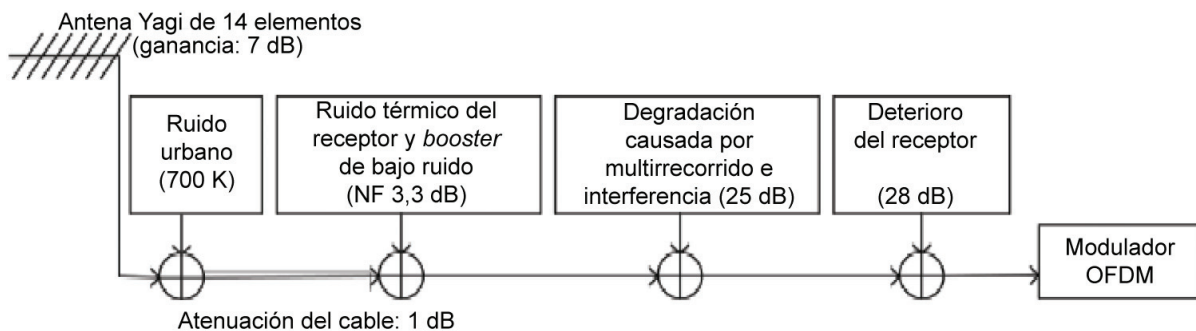 Antena Yagi de 14 elementos
(ganancia: 7 dB)
Ruido
urbano
(700 K)
Ruido térmico del
receptor y booster
de bajo ruido
(NF 3,3 dB)
Degradación
causada por
multirrecorrido e
interferencia (25 dB)
Deterioro
del receptor
(28 dB)
Modulador
OFDM
Atenuación del cable: 1 dB